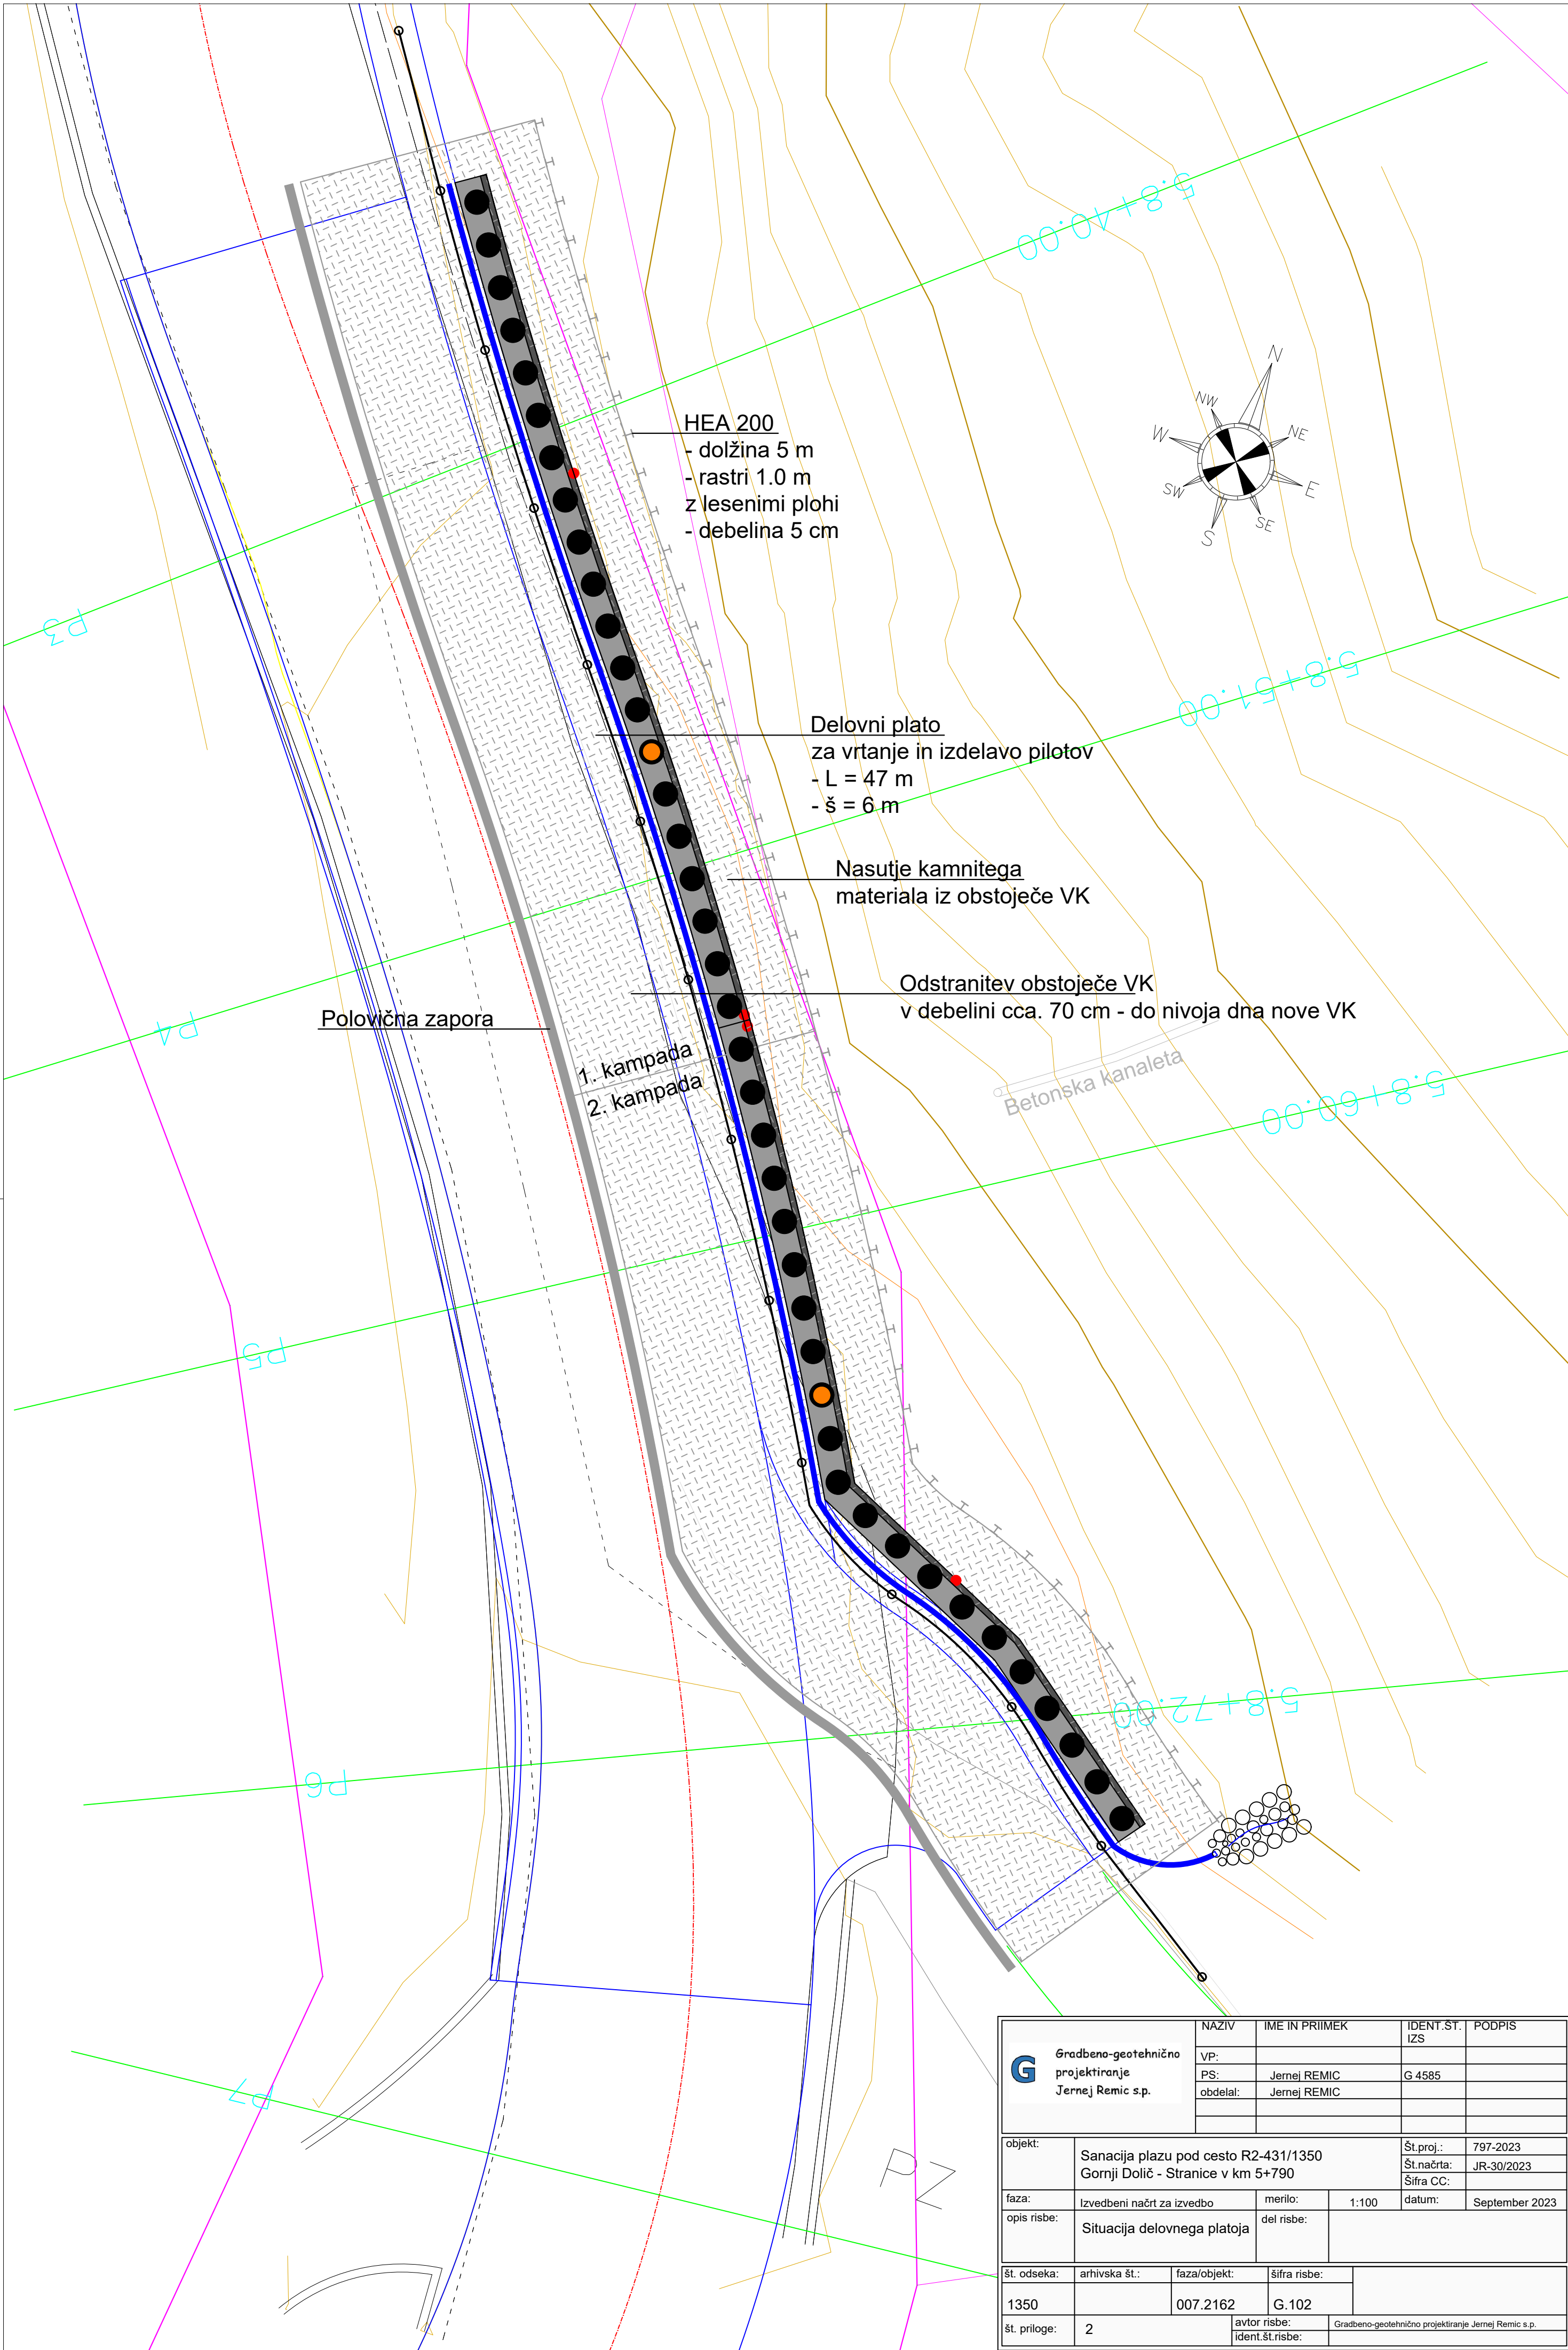 5.8+40.00
N
NW
NE
W
E
SW
SE
S
HEA 200
- dolžina 5 m
- rastri 1.0 m
z lesenimi plohi
- debelina 5 cm
P3
5.8+51.00
Delovni plato
za vrtanje in izdelavo pilotov
- L = 47 m
- š = 6 m
Nasutje kamnitega
materiala iz obstoječe VK
Odstranitev obstoječe VK
v debelini cca. 70 cm - do nivoja dna nove VK
Polovična zapora
P4
1. kampada
2. kampada
Betonska kanaleta
5.8+60.00
P5
5.8+72.00
P6
P7
PZ
Gradbeno-geotehnično
projektiranje
Jernej Remic s.p.
G
NAZIV IME IN PRIIMEK IDENT.ŠT. IZS PODPIS
VP:
PS: Jernej REMIC G 4585
obdelal: Jernej REMIC
objekt: Sanacija plazu pod cesto R2-431/1350
Gornji Dolič - Stranice v km 5+790
Št.proj.: 797-2023
Št.načrta: JR-30/2023
Šifra CC:
faza: Izvedbeni načrt za izvedbo merilo: 1:100 datum: September 2023
opis risbe: Situacija delovnega platoja del risbe:
št. odseka: arhivska št.: faza/objekt: šifra risbe:
1350 007.2162 G.102
št. priloge: 2 avtor risbe: Gradbeno-geotehnično projektiranje Jernej Remic s.p.
ident.št.risbe: